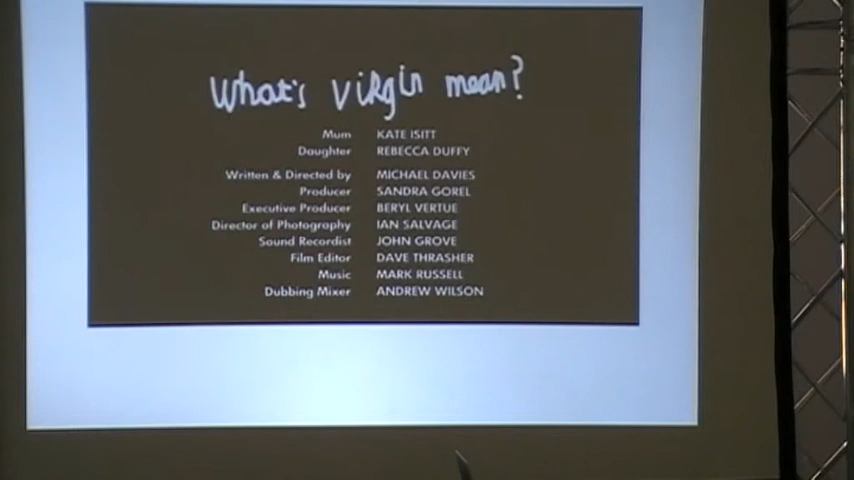 What's virgin mean?
Mum KATE ISITT
Daughter REBECCA DUFFY
Written & Directed by MICHAEL DAVIES
Producer SANDRA GOREL
Executive Producer BERYL VERTUE
Director of Photography IAN SALVAGE
Sound Recordist JOHN GROVE
Film Editor DAVE THRASHER
Music MARK RUSSELL
Dubbing Mixer ANDREW WILSON